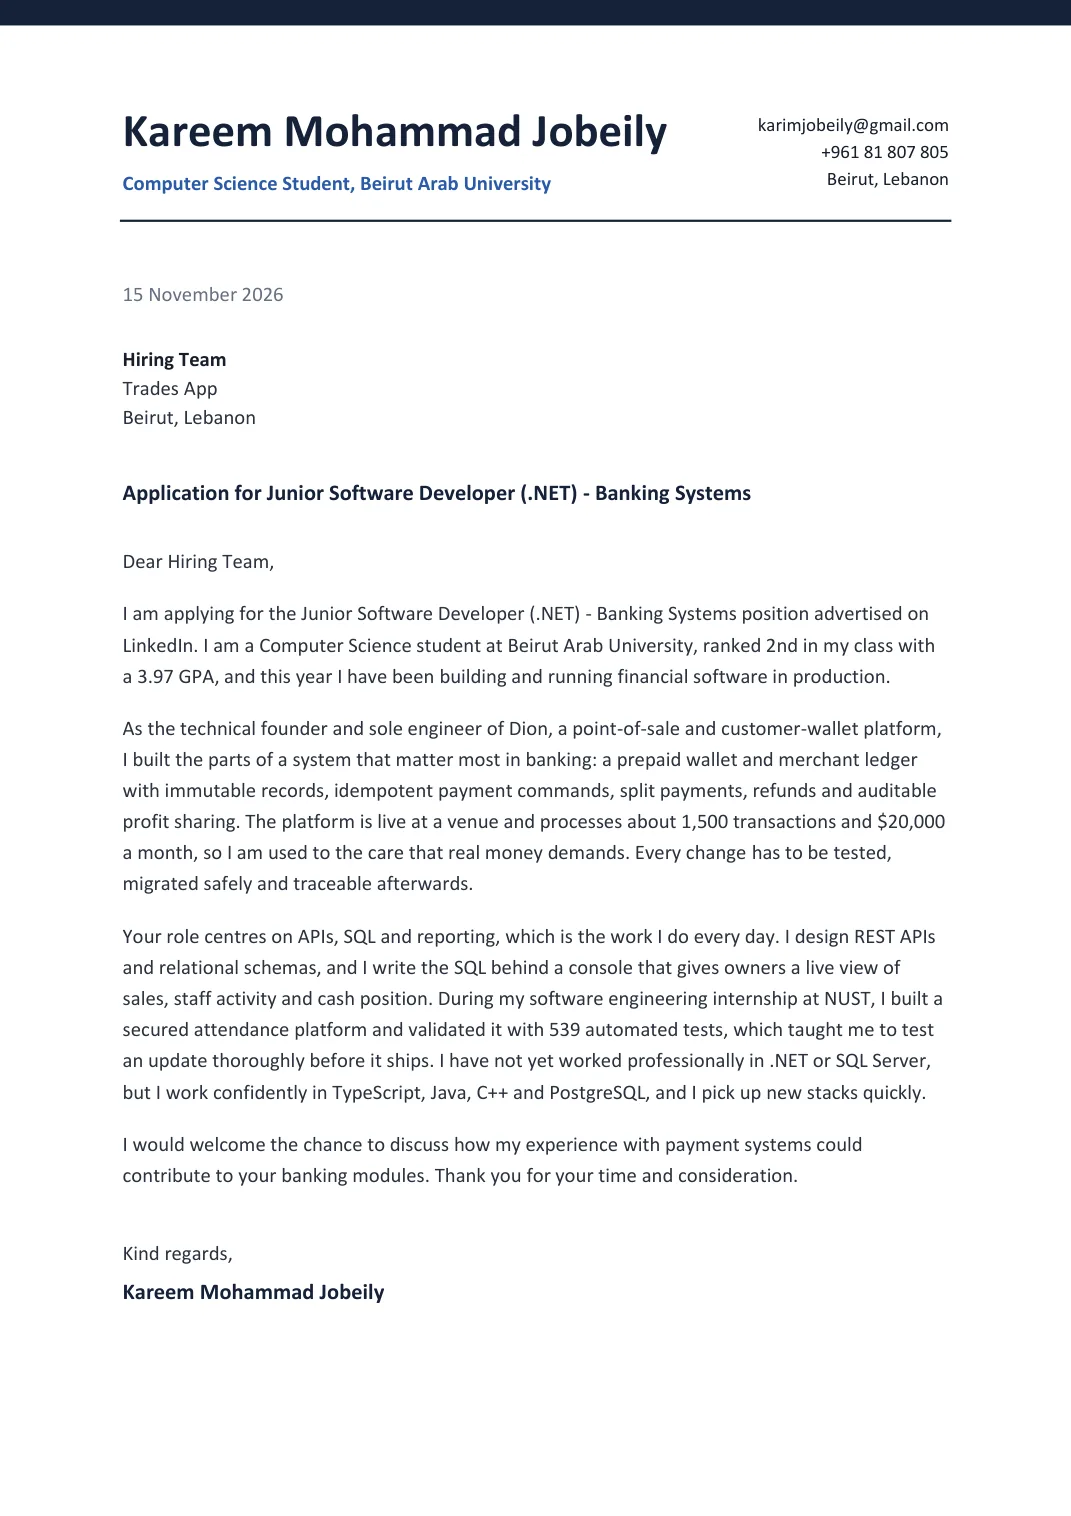 Kareem Mohammad Jobeily
Computer Science Student, Beirut Arab University
karimjobeily@gmail.com
+961 81 807 805
Beirut, Lebanon
15 November 2026
Hiring Team
Trades App
Beirut, Lebanon
Application for Junior Software Developer (.NET) - Banking Systems
Dear Hiring Team,
I am applying for the Junior Software Developer (.NET) - Banking Systems position advertised on
LinkedIn. I am a Computer Science student at Beirut Arab University, ranked 2nd in my class with
a 3.97 GPA, and this year I have been building and running financial software in production.
As the technical founder and sole engineer of Dion, a point-of-sale and customer-wallet platform,
I built the parts of a system that matter most in banking: a prepaid wallet and merchant ledger
with immutable records, idempotent payment commands, split payments, refunds and auditable
profit sharing. The platform is live at a venue and processes about 1,500 transactions and $20,000
a month, so I am used to the care that real money demands. Every change has to be tested,
migrated safely and traceable afterwards.
Your role centres on APIs, SQL and reporting, which is the work I do every day. I design REST APIs
and relational schemas, and I write the SQL behind a console that gives owners a live view of
sales, staff activity and cash position. During my software engineering internship at NUST, I built a
secured attendance platform and validated it with 539 automated tests, which taught me to test
an update thoroughly before it ships. I have not yet worked professionally in .NET or SQL Server,
but I work confidently in TypeScript, Java, C++ and PostgreSQL, and I pick up new stacks quickly.
I would welcome the chance to discuss how my experience with payment systems could
contribute to your banking modules. Thank you for your time and consideration.
Kind regards,
Kareem Mohammad Jobeily